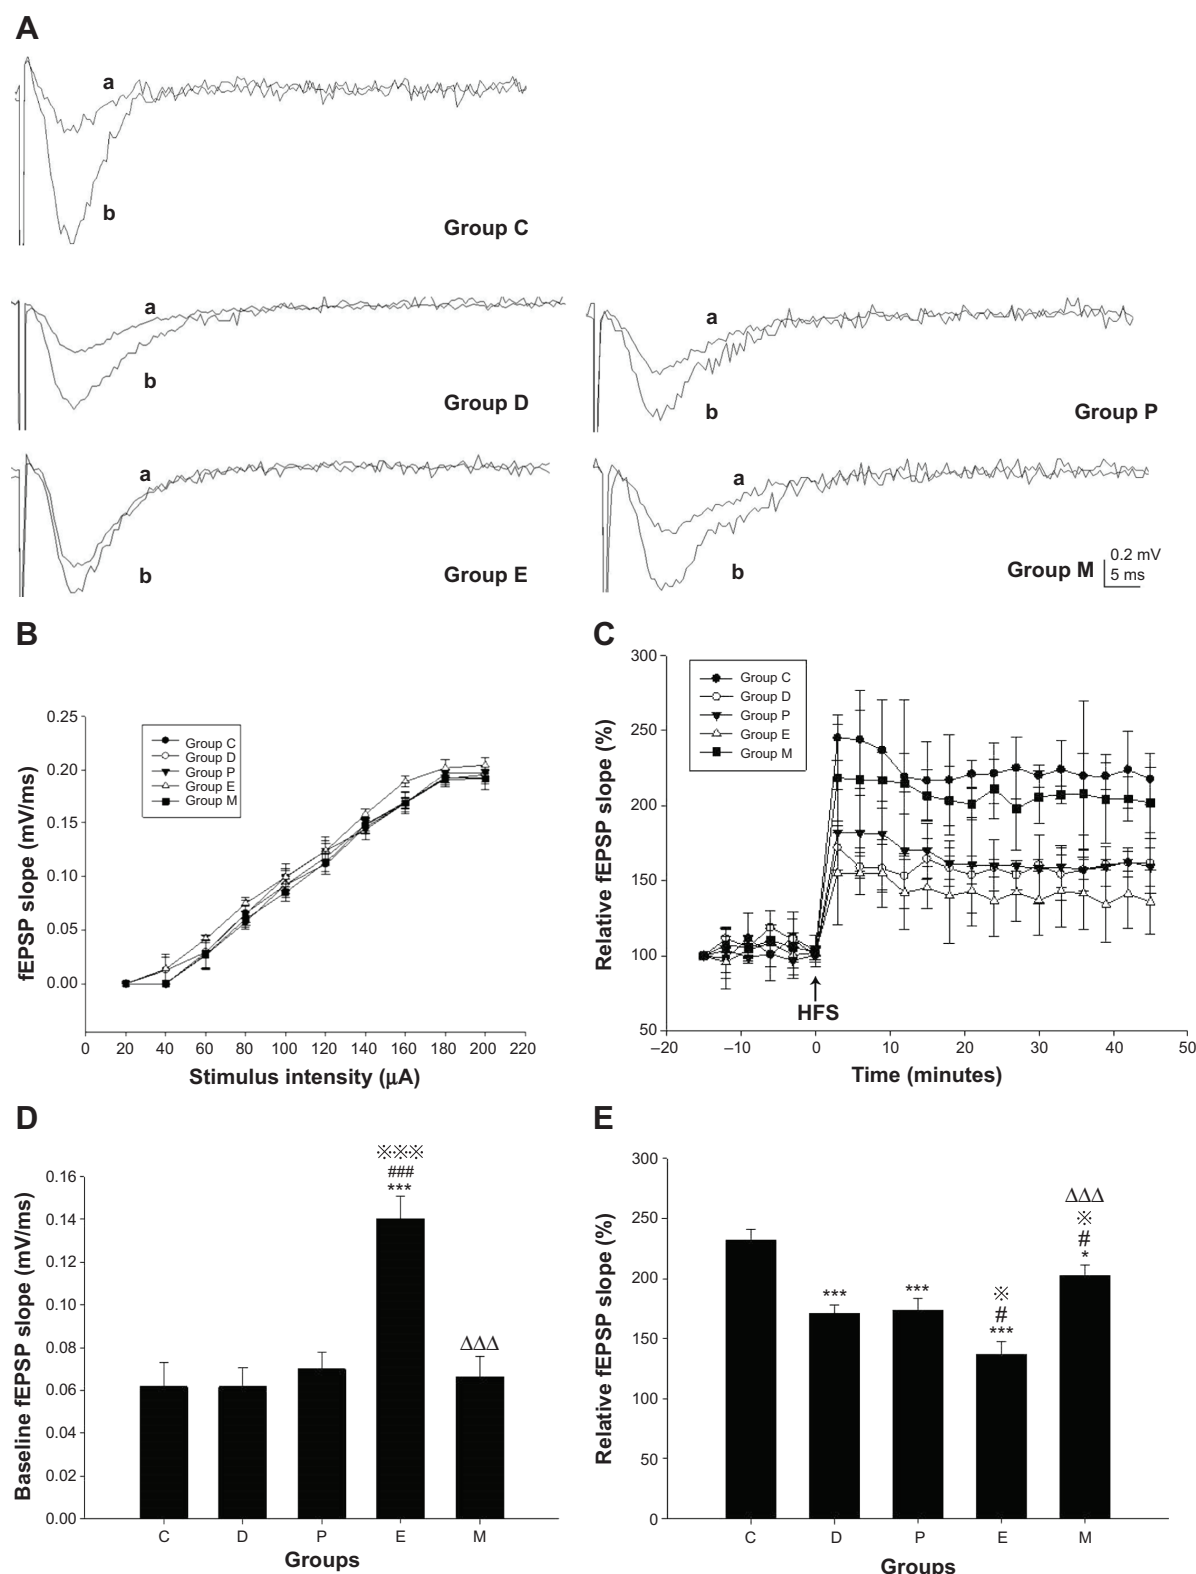 A
a
b
Group C
a
b
Group D
a
b
Group P
a
b
Group E
a
b
Group M
0.2 mV
5 ms
B
fEPSP slope (mV/ms)
0.25
0.20
0.15
0.10
0.05
0.00
Group C
Group D
Group P
Group E
Group M
0 20 40 60 80 100 120 140 160 180 200 220
Stimulus intensity (µA)
C
Relative fEPSP slope (%)
300
250
200
150
100
50
Group C
Group D
Group P
Group E
Group M
HFS
–20 –10 0 10 20 30 40 50
Time (minutes)
D
Baseline fEPSP slope (mV/ms)
0.16
0.14
0.12
0.10
0.08
0.06
0.04
0.02
0.00
※※※
###
***
ΔΔΔ
C D P E M
Groups
E
Relative fEPSP slope (%)
300
250
200
150
100
50
0
***
***
※
#
***
ΔΔΔ
※
#
*
C D P E M
Groups